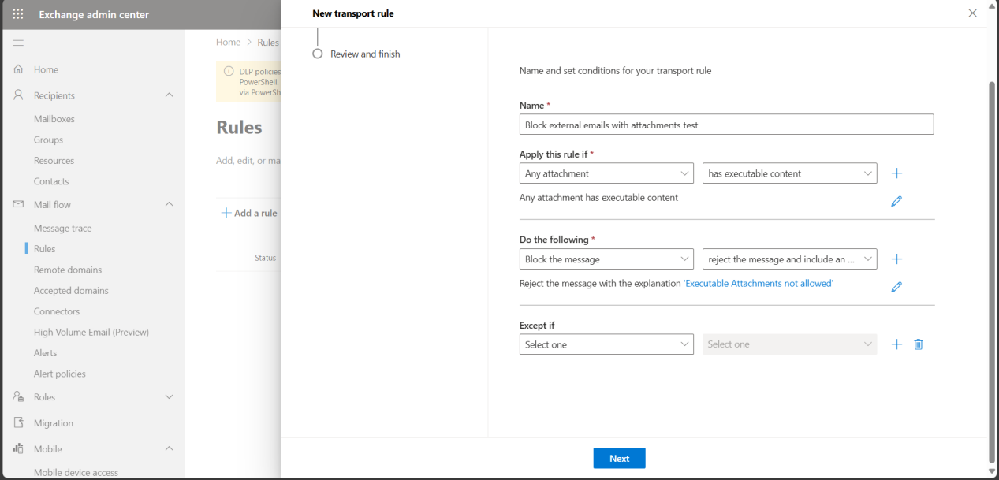 Exchange admin center
Home
Recipients
Mailboxes
Groups
Resources
Contacts
Mail flow
Message trace
Rules
Remote domains
Accepted domains
Connectors
High Volume Email (Preview)
Alerts
Alert policies
Roles
Migration
Mobile
Mobile device access
Home > Rules
DLP policies
PowerShell.
via PowerSh
Rules
Add, edit, or ma
+ Add a rule
Status
New transport rule
Review and finish
Name and set conditions for your transport rule
Name *
Block external emails with attachments test
Apply this rule if *
Any attachment has executable content
Any attachment has executable content
Do the following *
Block the message reject the message and include an ...
Reject the message with the explanation 'Executable Attachments not allowed'
Except if
Select one Select one
Next